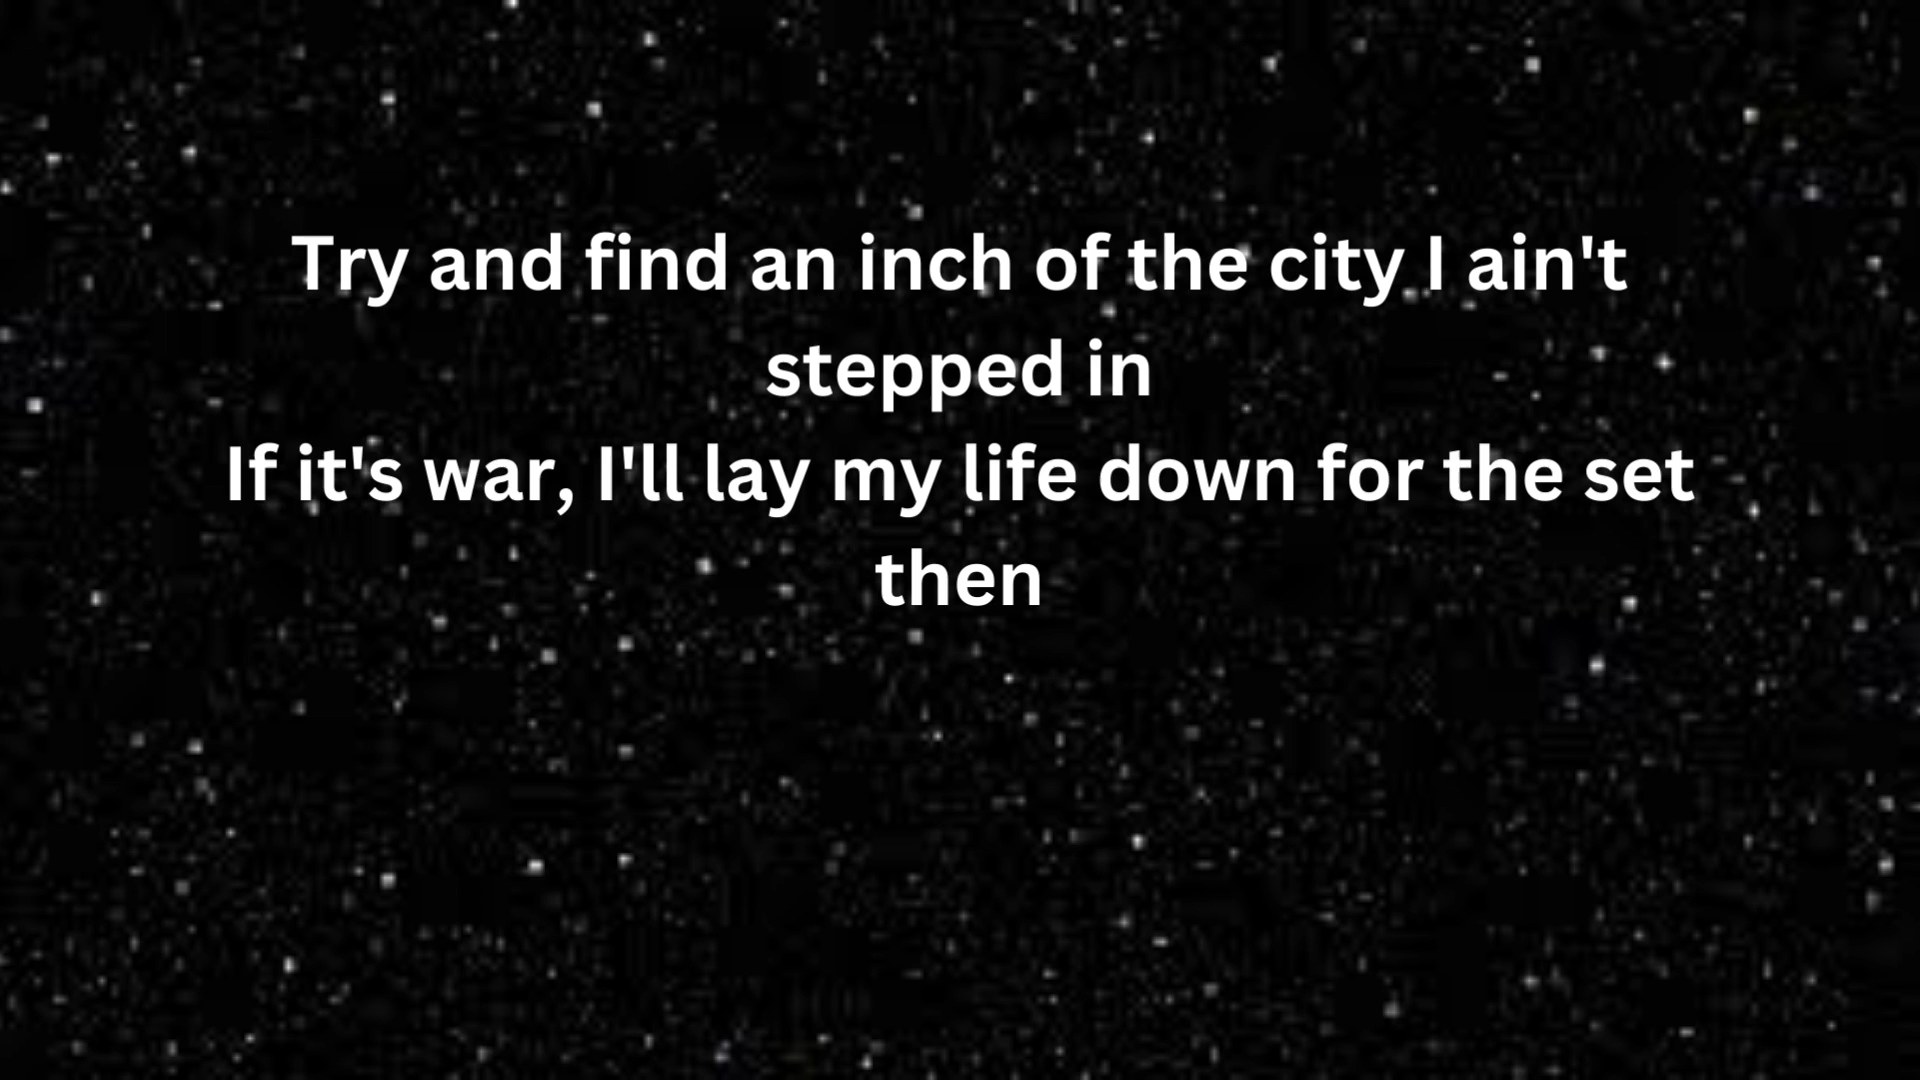 Try and find an inch of the city I ain't
stepped in
If it's war, I'll lay my life down for the set
then